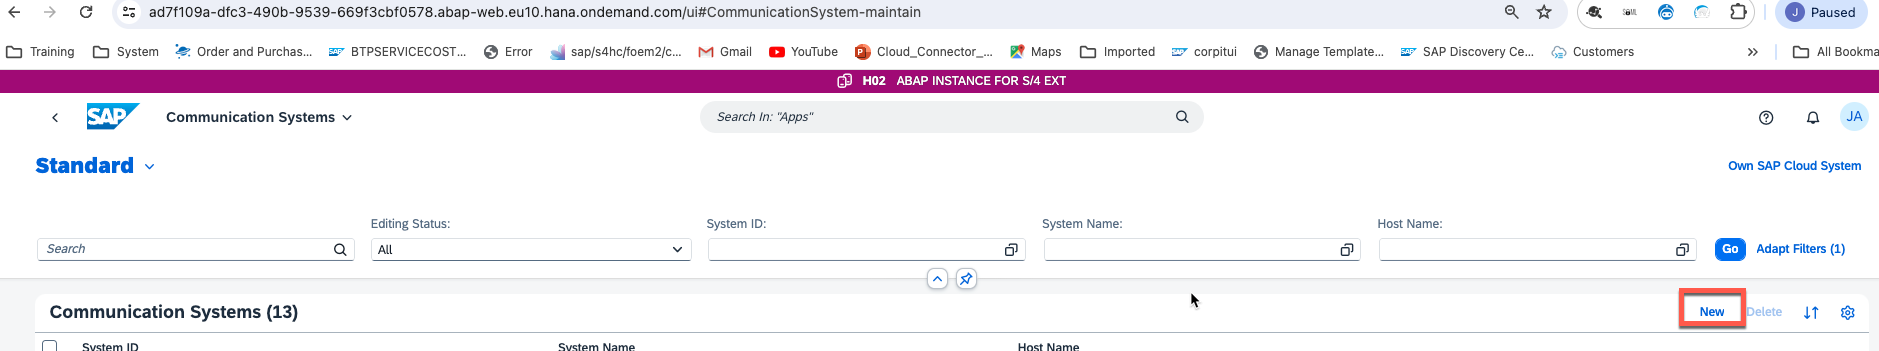 ad7f109a-dfc3-490b-9539-669f3cbf0578.abap-web.eu10.hana.ondemand.com/ui#CommunicationSystem-maintain
J Paused
Training System Order and Purchas... SAP BTPSERVICECOST... Error sap/s4hc/foem2/c... Gmail YouTube Cloud_Connector_... Maps Imported SAP corpitui Manage Template... SAP SAP Discovery Ce... Customers » All Bookma
H02 ABAP INSTANCE FOR S/4 EXT
SAP Communication Systems Search In: "Apps" JA
Standard Own SAP Cloud System
Editing Status: System ID: System Name: Host Name:
Search All Go Adapt Filters (1)
Communication Systems (13) New Delete
System ID System Name Host Name